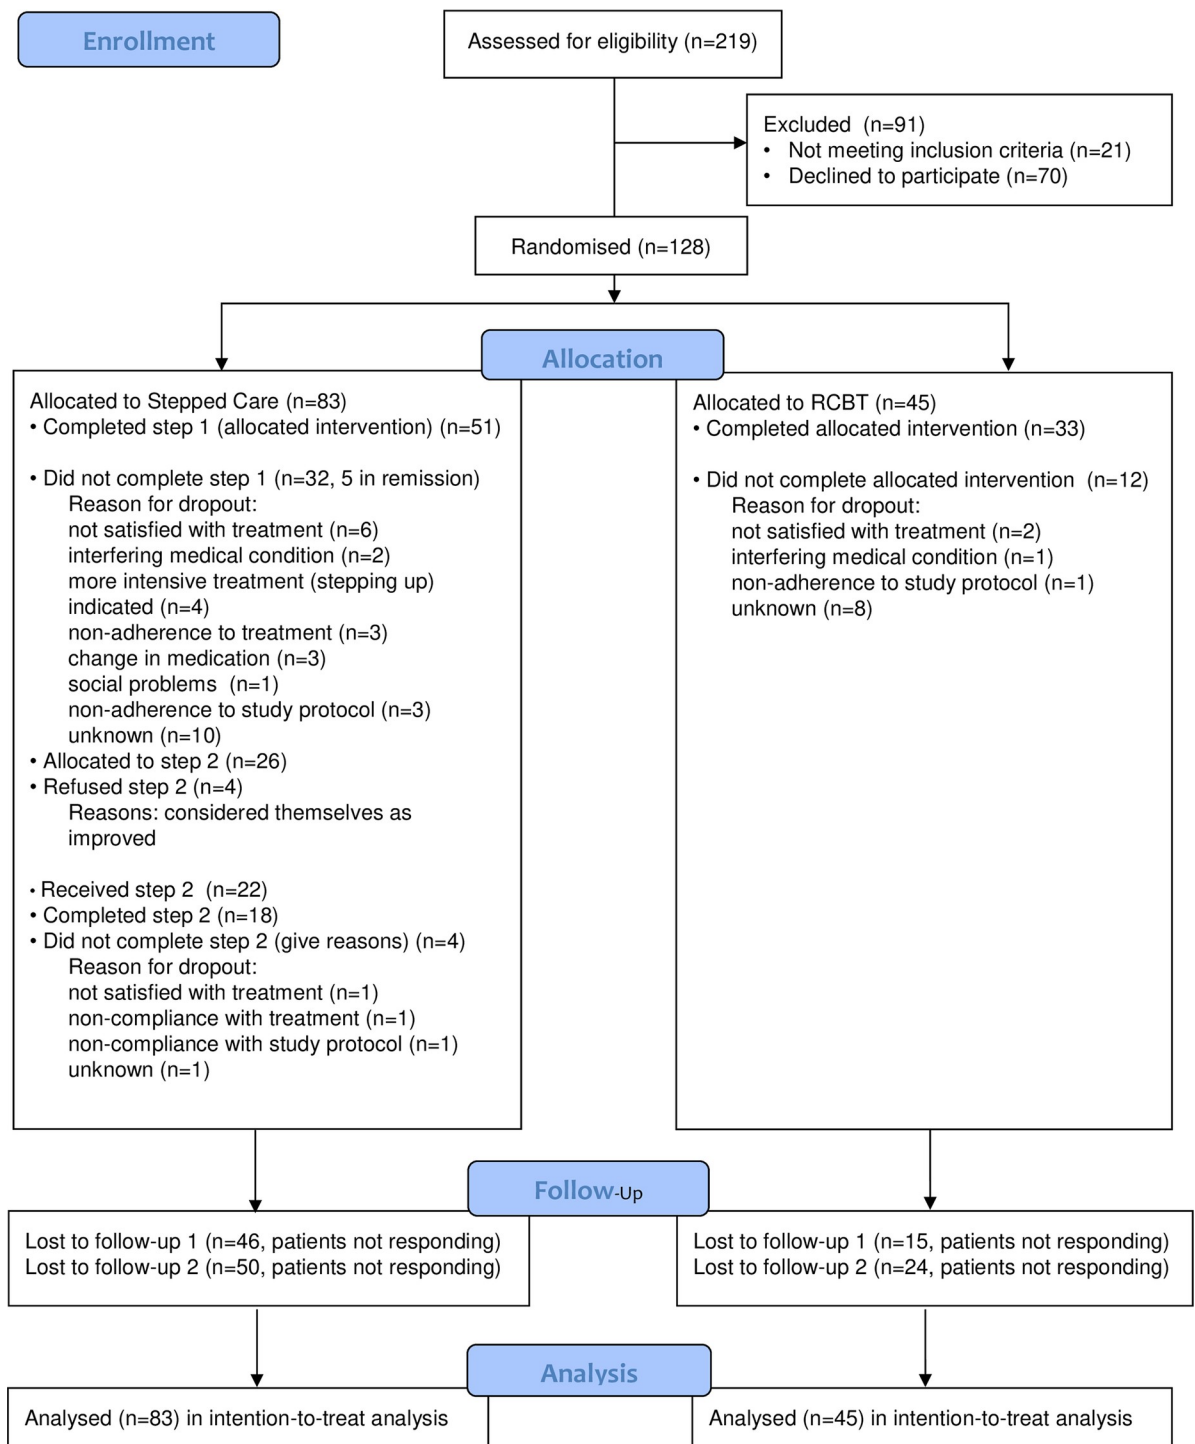 Enrollment
Assessed for eligibility (n=219)
Excluded  (n=91)
• Not meeting inclusion criteria (n=21)
• Declined to participate (n=70)
Randomised (n=128)
Allocation
Allocated to Stepped Care (n=83)
• Completed step 1 (allocated intervention) (n=51)
• Did not complete step 1 (n=32, 5 in remission)
Reason for dropout:
not satisfied with treatment (n=6)
interfering medical condition (n=2)
more intensive treatment (stepping up)
indicated (n=4)
non-adherence to treatment (n=3)
change in medication (n=3)
social problems  (n=1)
non-adherence to study protocol (n=3)
unknown (n=10)
• Allocated to step 2 (n=26)
• Refused step 2 (n=4)
Reasons: considered themselves as
improved
• Received step 2  (n=22)
• Completed step 2 (n=18)
• Did not complete step 2 (give reasons) (n=4)
Reason for dropout:
not satisfied with treatment (n=1)
non-compliance with treatment (n=1)
non-compliance with study protocol (n=1)
unknown (n=1)
Allocated to RCBT (n=45)
• Completed allocated intervention (n=33)
• Did not complete allocated intervention  (n=12)
Reason for dropout:
not satisfied with treatment (n=2)
interfering medical condition (n=1)
non-adherence to study protocol (n=1)
unknown (n=8)
Follow-Up
Lost to follow-up 1 (n=46, patients not responding)
Lost to follow-up 2 (n=50, patients not responding)
Lost to follow-up 1 (n=15, patients not responding)
Lost to follow-up 2 (n=24, patients not responding)
Analysis
Analysed (n=83) in intention-to-treat analysis
Analysed (n=45) in intention-to-treat analysis